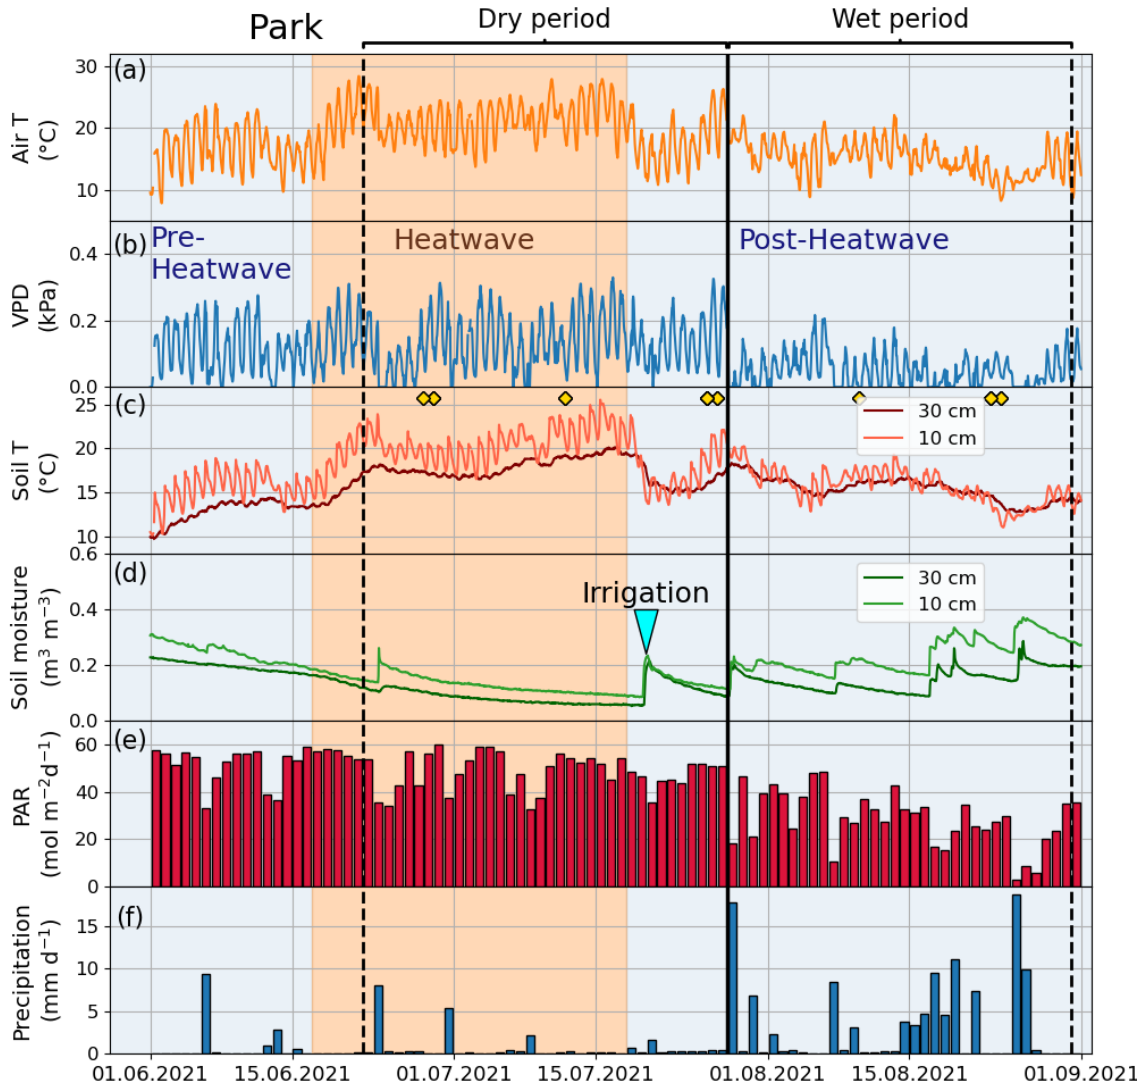 Park
Dry period
Wet period
(a)
30
20
10
Air T
(°C)
(b)
Pre-
Heatwave
Heatwave
Post-Heatwave
0.4
0.2
0.0
VPD
(kPa)
(c)
25
20
15
10
Soil T
(°C)
30 cm
10 cm
(d)
0.6
0.4
0.2
0.0
Soil moisture
(m³ m⁻³)
Irrigation
30 cm
10 cm
(e)
60
40
20
0
PAR
(mol m⁻²d⁻¹)
(f)
15
10
5
0
Precipitation
(mm d⁻¹)
01.06.2021
15.06.2021
01.07.2021
15.07.2021
01.08.2021
15.08.2021
01.09.2021